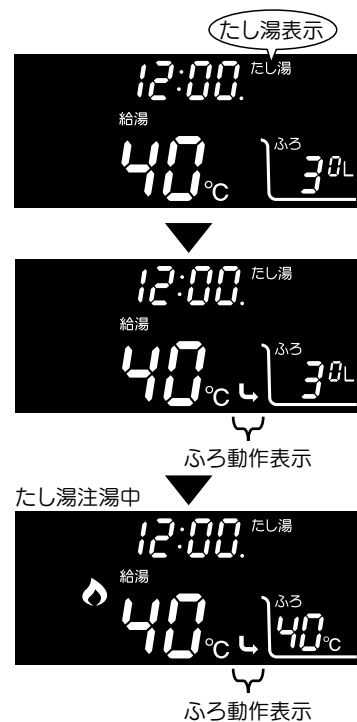 たし湯表示
12:00. たし湯
給湯
40℃ ふろ 30L
12:00. たし湯
給湯
40℃ ふろ 30L
ふろ動作表示
たし湯注湯中
12:00. たし湯
給湯
40℃ ふろ 40℃
ふろ動作表示